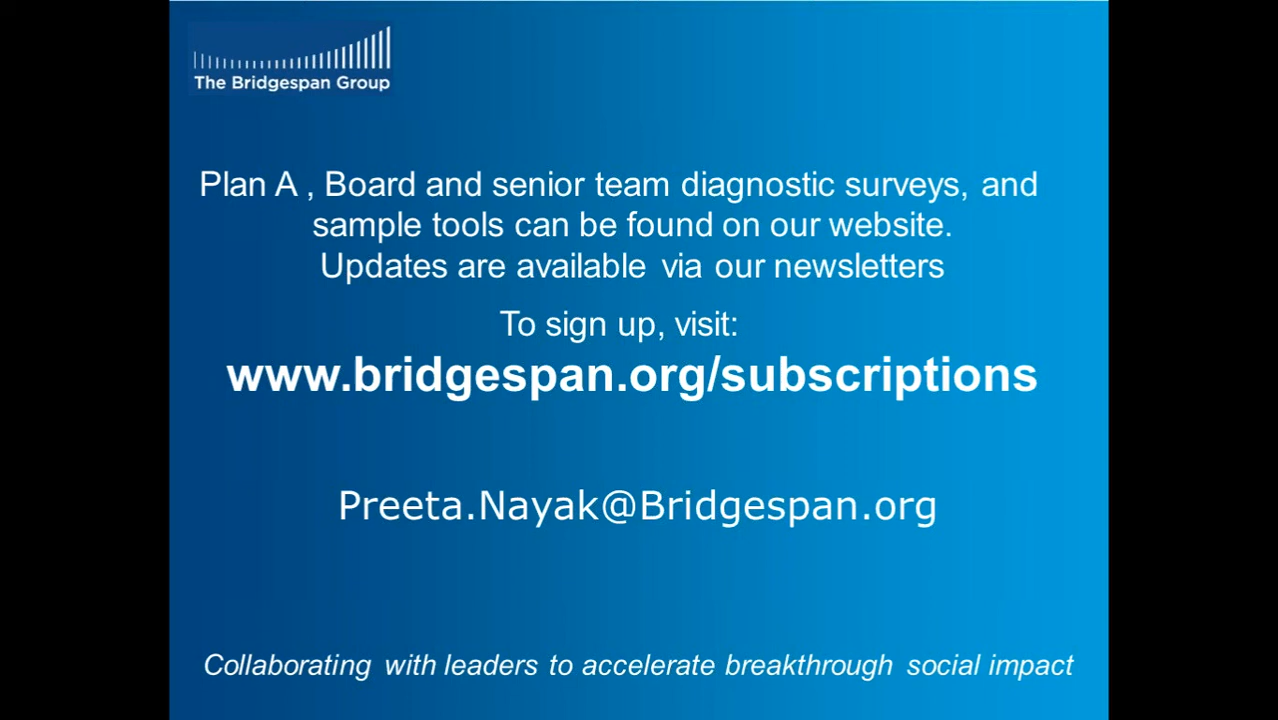 The Bridgespan Group
Plan A , Board and senior team diagnostic surveys, and
sample tools can be found on our website.
Updates are available via our newsletters
To sign up, visit:
www.bridgespan.org/subscriptions
Preeta.Nayak@Bridgespan.org
Collaborating with leaders to accelerate breakthrough social impact